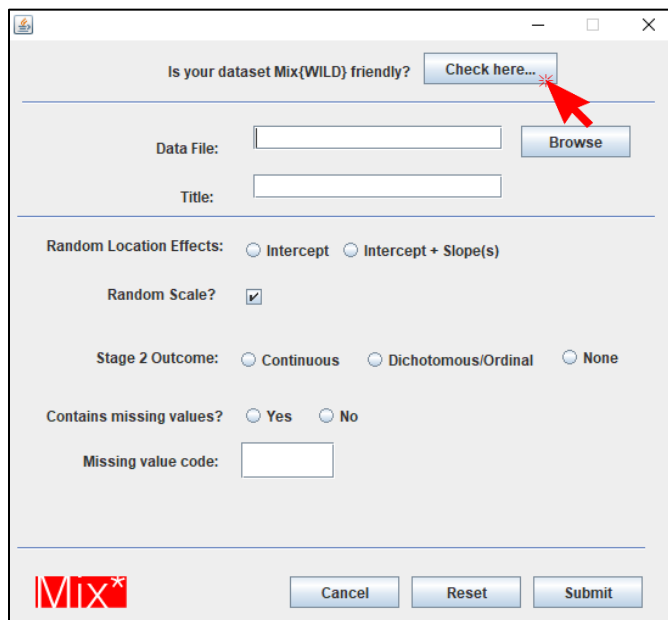 Is your dataset Mix{WILD} friendly? Check here...
Data File: Browse
Title:
Random Location Effects: Intercept Intercept + Slope(s)
Random Scale?
Stage 2 Outcome: Continuous Dichotomous/Ordinal None
Contains missing values? Yes No
Missing value code:
Mix* Cancel Reset Submit